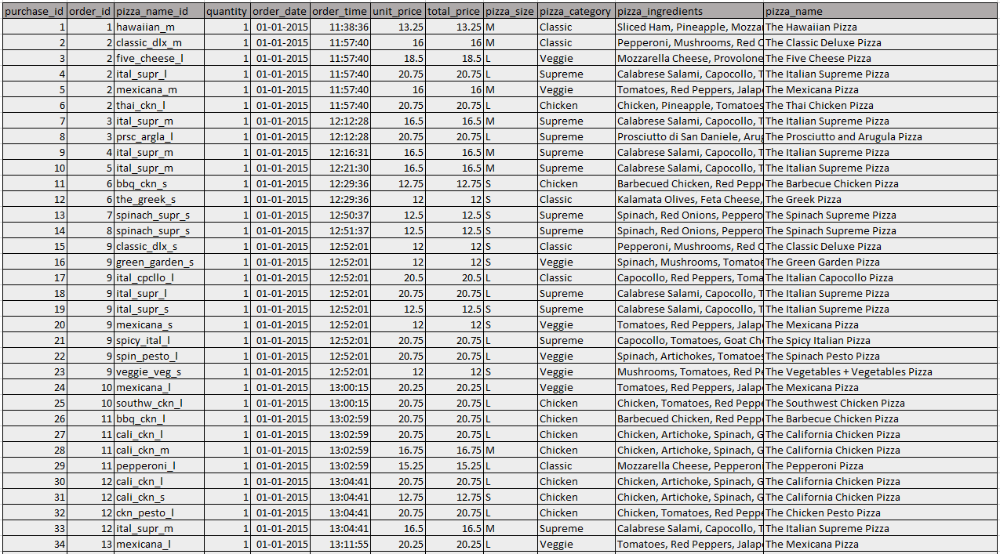 purchase_id order_id pizza_name_id quantity order_date order_time unit_price total_price pizza_size pizza_category pizza_ingredients pizza_name
1 1 hawaiian_m 1 01-01-2015 11:38:36 13.25 13.25 M Classic Sliced Ham, Pineapple, Mozza The Hawaiian Pizza
2 2 classic_dlx_m 1 01-01-2015 11:57:40 16 16 M Classic Pepperoni, Mushrooms, Red C The Classic Deluxe Pizza
3 2 five_cheese_l 1 01-01-2015 11:57:40 18.5 18.5 L Veggie Mozzarella Cheese, Provolone The Five Cheese Pizza
4 2 ital_supr_l 1 01-01-2015 11:57:40 20.75 20.75 L Supreme Calabrese Salami, Capocollo, T The Italian Supreme Pizza
5 2 mexicana_m 1 01-01-2015 11:57:40 16 16 M Veggie Tomatoes, Red Peppers, Jalap The Mexicana Pizza
6 2 thai_ckn_l 1 01-01-2015 11:57:40 20.75 20.75 L Chicken Chicken, Pineapple, Tomatoes The Thai Chicken Pizza
7 3 ital_supr_m 1 01-01-2015 12:12:28 16.5 16.5 M Supreme Calabrese Salami, Capocollo, T The Italian Supreme Pizza
8 3 prsc_argla_l 1 01-01-2015 12:12:28 20.75 20.75 L Supreme Prosciutto di San Daniele, Arug The Prosciutto and Arugula Pizza
9 4 ital_supr_m 1 01-01-2015 12:16:31 16.5 16.5 M Supreme Calabrese Salami, Capocollo, T The Italian Supreme Pizza
10 5 ital_supr_m 1 01-01-2015 12:21:30 16.5 16.5 M Supreme Calabrese Salami, Capocollo, T The Italian Supreme Pizza
11 6 bbq_ckn_s 1 01-01-2015 12:29:36 12.75 12.75 S Chicken Barbecued Chicken, Red Pepp The Barbecue Chicken Pizza
12 6 the_greek_s 1 01-01-2015 12:29:36 12 12 S Classic Kalamata Olives, Feta Cheese, The Greek Pizza
13 7 spinach_supr_s 1 01-01-2015 12:50:37 12.5 12.5 S Supreme Spinach, Red Onions, Peppero The Spinach Supreme Pizza
14 8 spinach_supr_s 1 01-01-2015 12:51:37 12.5 12.5 S Supreme Spinach, Red Onions, Peppero The Spinach Supreme Pizza
15 9 classic_dlx_s 1 01-01-2015 12:52:01 12 12 S Classic Pepperoni, Mushrooms, Red C The Classic Deluxe Pizza
16 9 green_garden_s 1 01-01-2015 12:52:01 12 12 S Veggie Spinach, Mushrooms, Tomato The Green Garden Pizza
17 9 ital_cpcllo_l 1 01-01-2015 12:52:01 20.5 20.5 L Classic Capocollo, Red Peppers, Toma The Italian Capocollo Pizza
18 9 ital_supr_l 1 01-01-2015 12:52:01 20.75 20.75 L Supreme Calabrese Salami, Capocollo, T The Italian Supreme Pizza
19 9 ital_supr_s 1 01-01-2015 12:52:01 12.5 12.5 S Supreme Calabrese Salami, Capocollo, T The Italian Supreme Pizza
20 9 mexicana_s 1 01-01-2015 12:52:01 12 12 S Veggie Tomatoes, Red Peppers, Jalap The Mexicana Pizza
21 9 spicy_ital_l 1 01-01-2015 12:52:01 20.75 20.75 L Supreme Capocollo, Tomatoes, Goat Ch The Spicy Italian Pizza
22 9 spin_pesto_l 1 01-01-2015 12:52:01 20.75 20.75 L Veggie Spinach, Artichokes, Tomatoes The Spinach Pesto Pizza
23 9 veggie_veg_s 1 01-01-2015 12:52:01 12 12 S Veggie Mushrooms, Tomatoes, Red P The Vegetables + Vegetables Pizza
24 10 mexicana_l 1 01-01-2015 13:00:15 20.25 20.25 L Veggie Tomatoes, Red Peppers, Jalap The Mexicana Pizza
25 10 southw_ckn_l 1 01-01-2015 13:00:15 20.75 20.75 L Chicken Chicken, Tomatoes, Red Pepp The Southwest Chicken Pizza
26 11 bbq_ckn_l 1 01-01-2015 13:02:59 20.75 20.75 L Chicken Barbecued Chicken, Red Pepp The Barbecue Chicken Pizza
27 11 cali_ckn_l 1 01-01-2015 13:02:59 20.75 20.75 L Chicken Chicken, Artichoke, Spinach, G The California Chicken Pizza
28 11 cali_ckn_m 1 01-01-2015 13:02:59 16.75 16.75 M Chicken Chicken, Artichoke, Spinach, G The California Chicken Pizza
29 11 pepperoni_l 1 01-01-2015 13:02:59 15.25 15.25 L Classic Mozzarella Cheese, Pepperoni The Pepperoni Pizza
30 12 cali_ckn_l 1 01-01-2015 13:04:41 20.75 20.75 L Chicken Chicken, Artichoke, Spinach, G The California Chicken Pizza
31 12 cali_ckn_s 1 01-01-2015 13:04:41 12.75 12.75 S Chicken Chicken, Artichoke, Spinach, G The California Chicken Pizza
32 12 ckn_pesto_l 1 01-01-2015 13:04:41 20.75 20.75 L Chicken Chicken, Tomatoes, Red Pepp The Chicken Pesto Pizza
33 12 ital_supr_m 1 01-01-2015 13:04:41 16.5 16.5 M Supreme Calabrese Salami, Capocollo, T The Italian Supreme Pizza
34 13 mexicana_l 1 01-01-2015 13:11:55 20.25 20.25 L Veggie Tomatoes, Red Peppers, Jalap The Mexicana Pizza